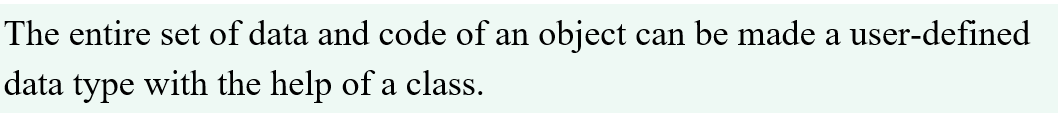 The entire set of data and code of an object can be made a user-defined
data type with the help of a class.